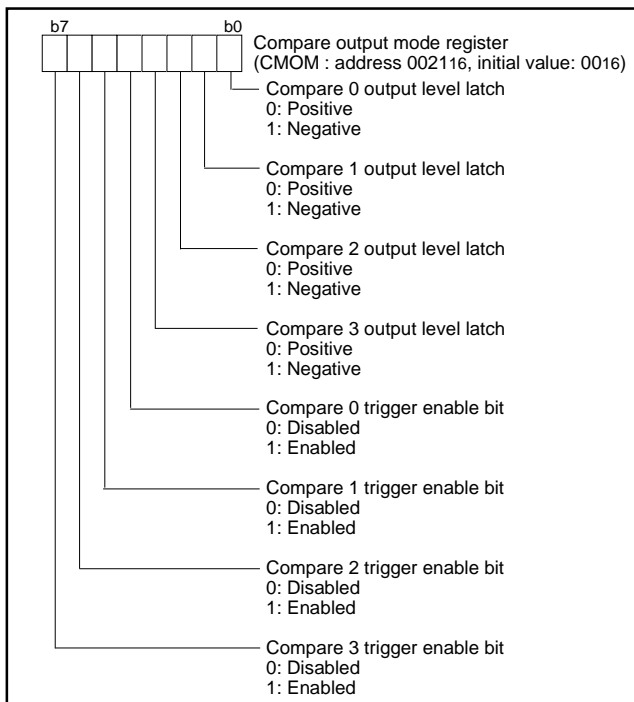 b7 b0
Compare output mode register
(CMOM : address 002116, initial value: 0016)
Compare 0 output level latch
0: Positive
1: Negative
Compare 1 output level latch
0: Positive
1: Negative
Compare 2 output level latch
0: Positive
1: Negative
Compare 3 output level latch
0: Positive
1: Negative
Compare 0 trigger enable bit
0: Disabled
1: Enabled
Compare 1 trigger enable bit
0: Disabled
1: Enabled
Compare 2 trigger enable bit
0: Disabled
1: Enabled
Compare 3 trigger enable bit
0: Disabled
1: Enabled